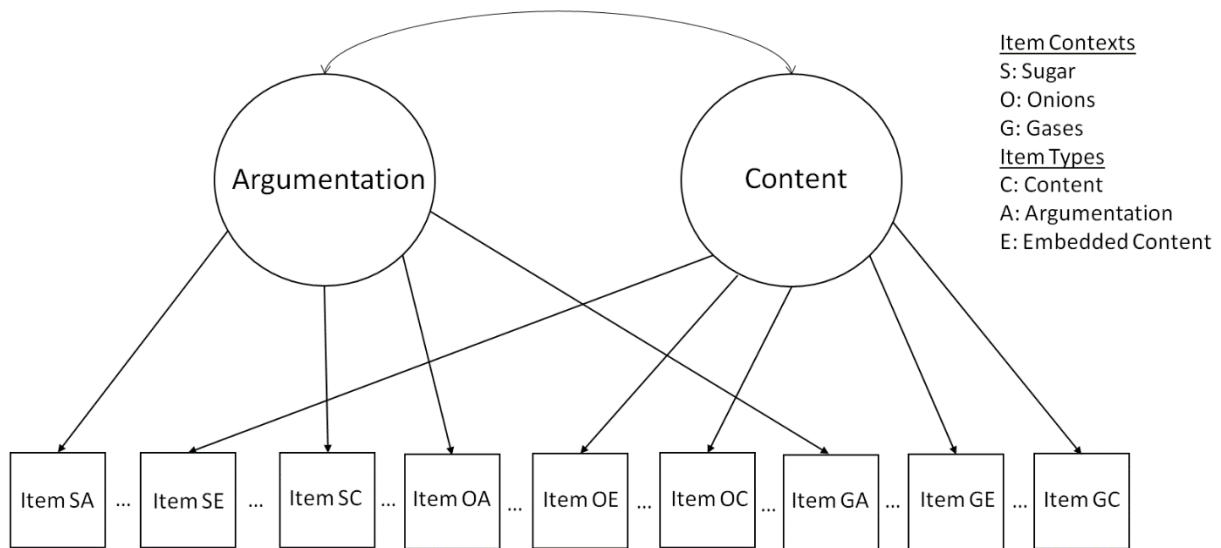 Item Contexts
S: Sugar
O: Onions
G: Gases
Item Types
C: Content
A: Argumentation
E: Embedded Content
Argumentation
Content
Item SA ... Item SE ... Item SC ... Item OA ... Item OE ... Item OC ... Item GA ... Item GE ... Item GC